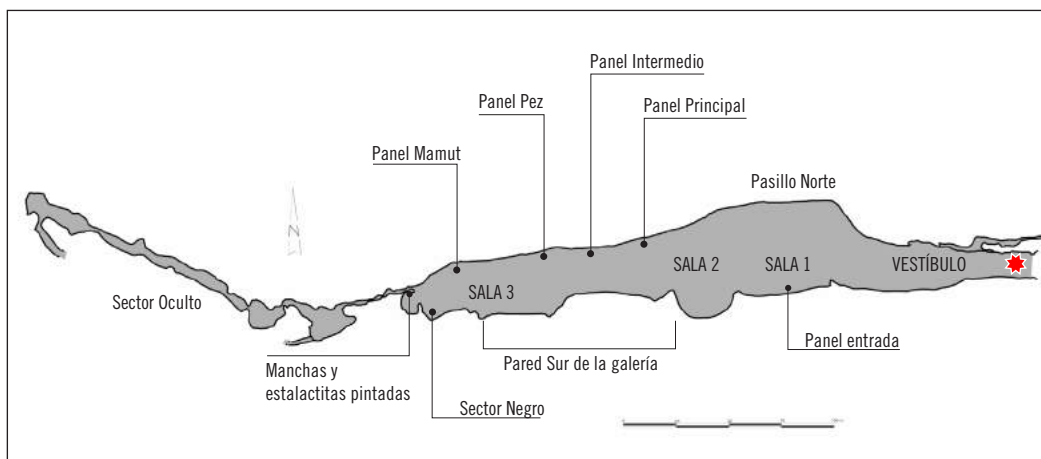 Panel Intermedio
Panel Pez
Panel Principal
Panel Mamut
Pasillo Norte
N
SALA 2
SALA 1
VESTÍBULO
SALA 3
Sector Oculto
Panel entrada
Manchas y
estalactitas pintadas
Pared Sur de la galería
Sector Negro